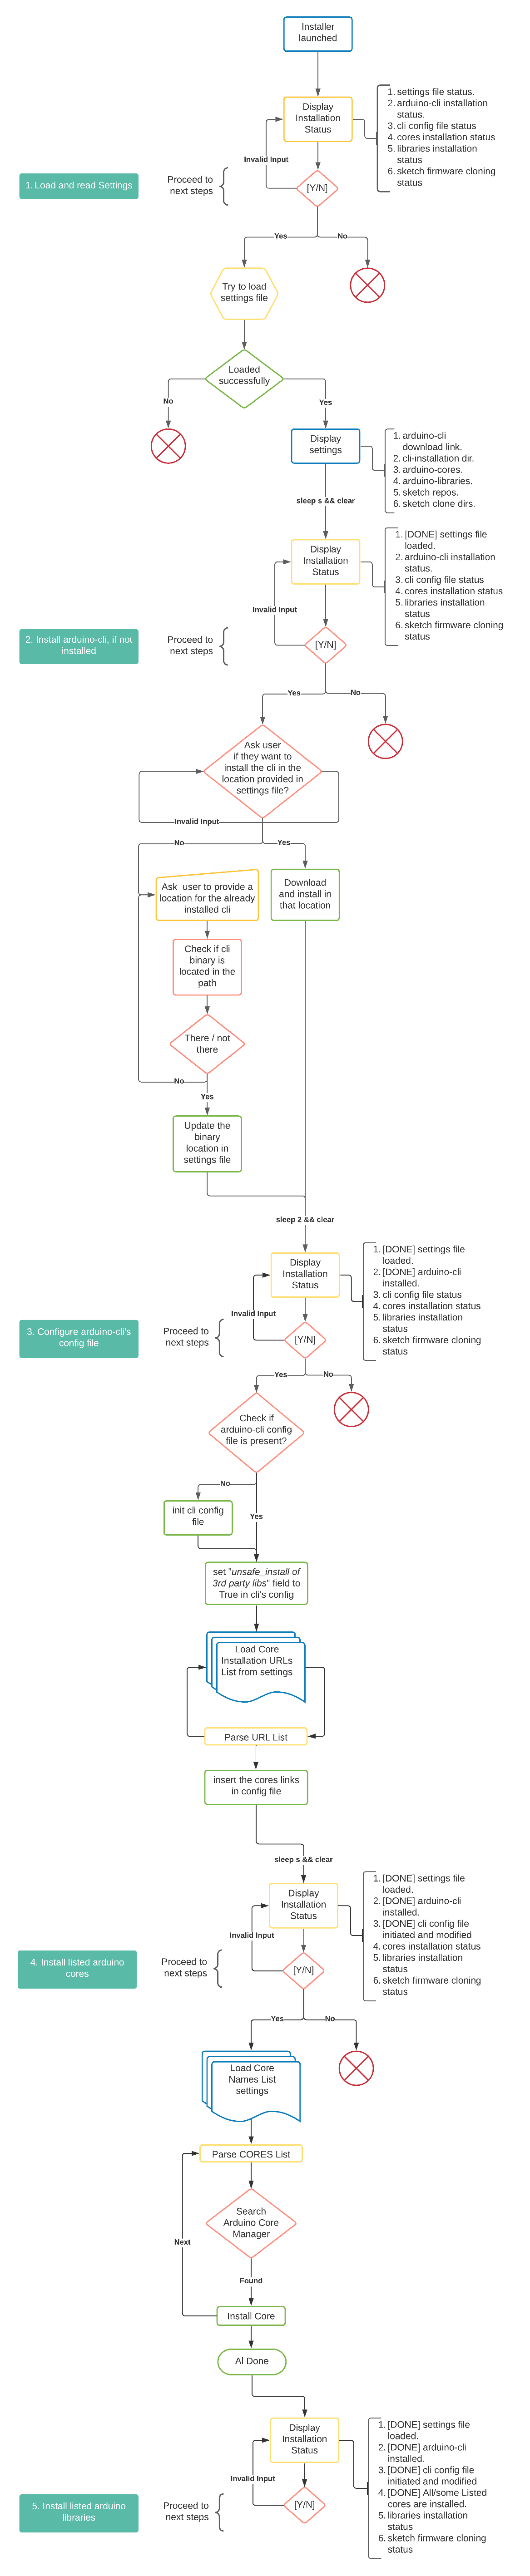 Installer
launched
Display
Installation
Status
1. settings file status.
2. arduino-cli installation
status.
3. cli config file status
4. cores installation status
5. libraries installation
status
6. sketch firmware cloning
status
Invalid Input
1. Load and read Settings
Proceed to
next steps
[Y/N]
Yes
No
Try to load
settings file
Loaded
successfully
No
Yes
Display
settings
1. arduino-cli
download link.
2. cli-installation dir.
3. arduino-cores.
4. arduino-libraries.
5. sketch repos.
6. sketch clone dirs.
sleep s && clear
Display
Installation
Status
1. [DONE] settings file
loaded.
2. arduino-cli installation
status.
3. cli config file status
4. cores installation status
5. libraries installation
status
6. sketch firmware cloning
status
Invalid Input
2. Install arduino-cli, if not
installed
Proceed to
next steps
[Y/N]
Yes
No
Ask user
if they want to
install the cli in the
location provided in
settings file?
Invalid Input
No
Yes
Ask  user to provide a
location for the already
installed cli
Download
and install in
that location
Check if cli
binary is
located in the
path
There / not
there
No
Yes
Update the
binary
location in
settings file
sleep 2 && clear
Display
Installation
Status
1. [DONE] settings file
loaded.
2. [DONE] arduino-cli
installed.
3. cli config file status
4. cores installation status
5. libraries installation
status
6. sketch firmware cloning
status
Invalid Input
3. Configure arduino-cli's
config file
Proceed to
next steps
[Y/N]
Yes
No
Check if
arduino-cli config
file is present?
No
Yes
init cli config
file
set "unsafe_install of
3rd party libs" field to
True in cli's config
Load Core
Installation URLs
List from settings
Parse URL List
insert the cores links
in config file
sleep s && clear
Display
Installation
Status
1. [DONE] settings file
loaded.
2. [DONE] arduino-cli
installed.
3. [DONE] cli config file
initiated and modified
4. cores installation status
5. libraries installation
status
6. sketch firmware cloning
status
Invalid Input
4. Install listed arduino
cores
Proceed to
next steps
[Y/N]
Yes
No
Load Core
Names List
settings
Parse CORES List
Search
Arduino Core
Manager
Next
Found
Install Core
Al Done
Display
Installation
Status
1. [DONE] settings file
loaded.
2. [DONE] arduino-cli
installed.
3. [DONE] cli config file
initiated and modified
4. [DONE] All/some Listed
cores are installed.
5. libraries installation
status
6. sketch firmware cloning
status
Invalid Input
5. Install listed arduino
libraries
Proceed to
next steps
[Y/N]